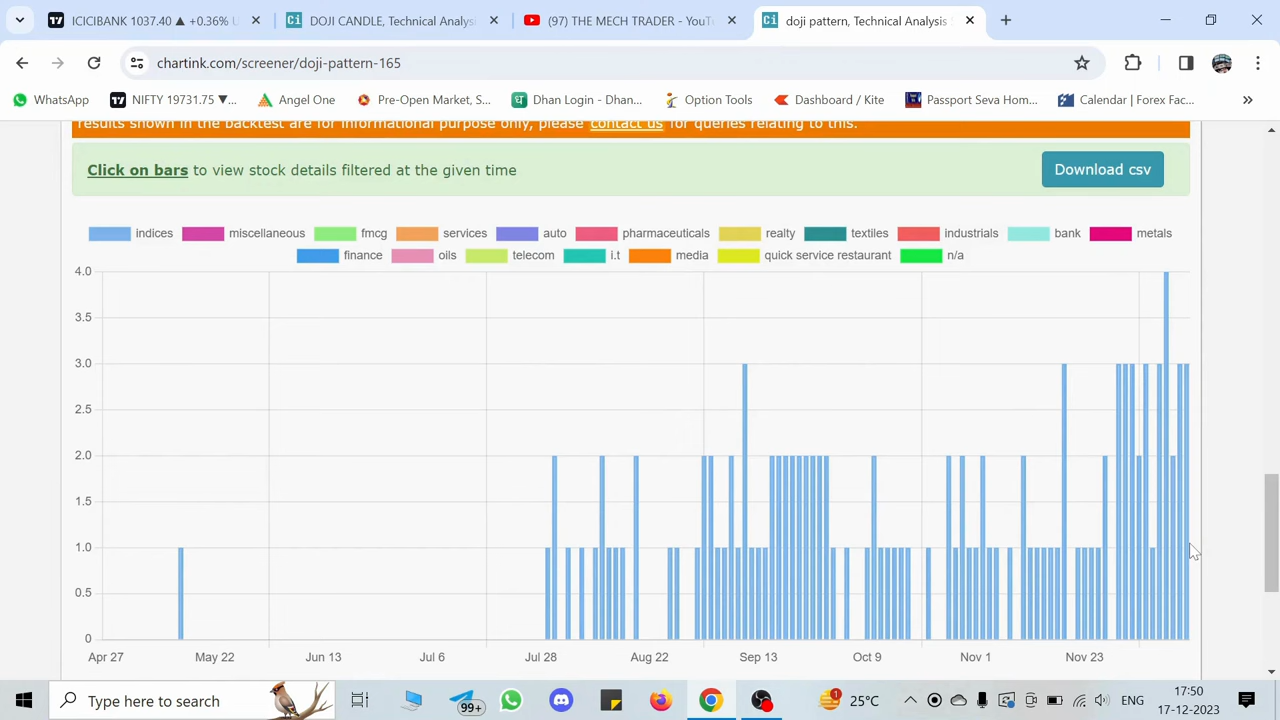 ICICIBANK 1037.40 ▲ +0.36%
DOJI CANDLE, Technical Analysis
(97) THE MECH TRADER - YouT
doji pattern, Technical Analysis
chartink.com/screener/doji-pattern-165
WhatsApp
NIFTY 19731.75 ▼...
Angel One
Pre-Open Market, S...
Dhan Login - Dhan...
Option Tools
Dashboard / Kite
Passport Seva Hom...
Calendar | Forex Fac...
results shown in the backtest are for informational purpose only, please contact us for queries relating to this.
Click on bars to view stock details filtered at the given time
Download csv
indices miscellaneous fmcg services auto pharmaceuticals realty textiles industrials bank metals
finance oils telecom i.t media quick service restaurant n/a
4.0
3.5
3.0
2.5
2.0
1.5
1.0
0.5
0
Apr 27 May 22 Jun 13 Jul 6 Jul 28 Aug 22 Sep 13 Oct 9 Nov 1 Nov 23
Type here to search
99+
1
25°C
ENG
17:50
17-12-2023